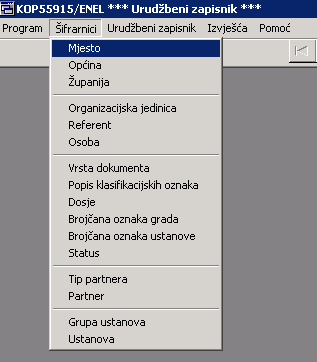 KOP55915/ENEL *** Urudžbeni zapisnik ***
Program Šifrarnici Urudžbeni zapisnik Izvješća Pomoć
Mjesto
Općina
Županija
Organizacijska jedinica
Referent
Osoba
Vrsta dokumenta
Popis klasifikacijskih oznaka
Dosje
Brojčana oznaka grada
Brojčana oznaka ustanove
Status
Tip partnera
Partner
Grupa ustanova
Ustanova